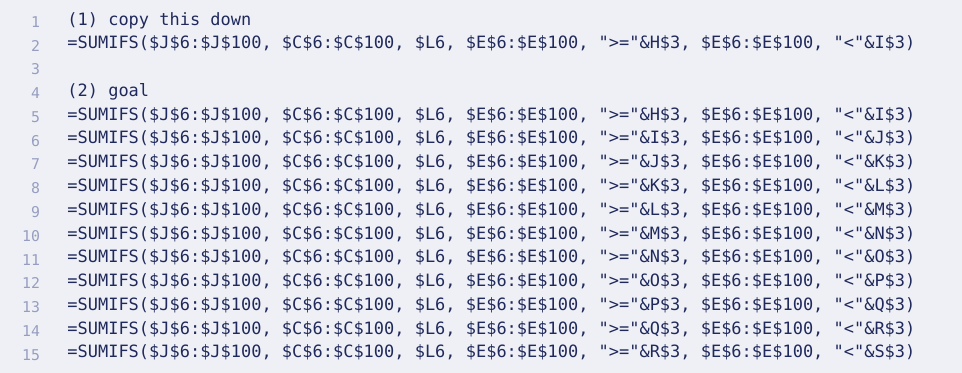 1 (1) copy this down
2 =SUMIFS($J$6:$J$100, $C$6:$C$100, $L6, $E$6:$E$100, ">="&H$3, $E$6:$E$100, "<"&I$3)
3
4 (2) goal
5 =SUMIFS($J$6:$J$100, $C$6:$C$100, $L6, $E$6:$E$100, ">="&H$3, $E$6:$E$100, "<"&I$3)
6 =SUMIFS($J$6:$J$100, $C$6:$C$100, $L6, $E$6:$E$100, ">="&I$3, $E$6:$E$100, "<"&J$3)
7 =SUMIFS($J$6:$J$100, $C$6:$C$100, $L6, $E$6:$E$100, ">="&J$3, $E$6:$E$100, "<"&K$3)
8 =SUMIFS($J$6:$J$100, $C$6:$C$100, $L6, $E$6:$E$100, ">="&K$3, $E$6:$E$100, "<"&L$3)
9 =SUMIFS($J$6:$J$100, $C$6:$C$100, $L6, $E$6:$E$100, ">="&L$3, $E$6:$E$100, "<"&M$3)
10 =SUMIFS($J$6:$J$100, $C$6:$C$100, $L6, $E$6:$E$100, ">="&M$3, $E$6:$E$100, "<"&N$3)
11 =SUMIFS($J$6:$J$100, $C$6:$C$100, $L6, $E$6:$E$100, ">="&N$3, $E$6:$E$100, "<"&O$3)
12 =SUMIFS($J$6:$J$100, $C$6:$C$100, $L6, $E$6:$E$100, ">="&O$3, $E$6:$E$100, "<"&P$3)
13 =SUMIFS($J$6:$J$100, $C$6:$C$100, $L6, $E$6:$E$100, ">="&P$3, $E$6:$E$100, "<"&Q$3)
14 =SUMIFS($J$6:$J$100, $C$6:$C$100, $L6, $E$6:$E$100, ">="&Q$3, $E$6:$E$100, "<"&R$3)
15 =SUMIFS($J$6:$J$100, $C$6:$C$100, $L6, $E$6:$E$100, ">="&R$3, $E$6:$E$100, "<"&S$3)